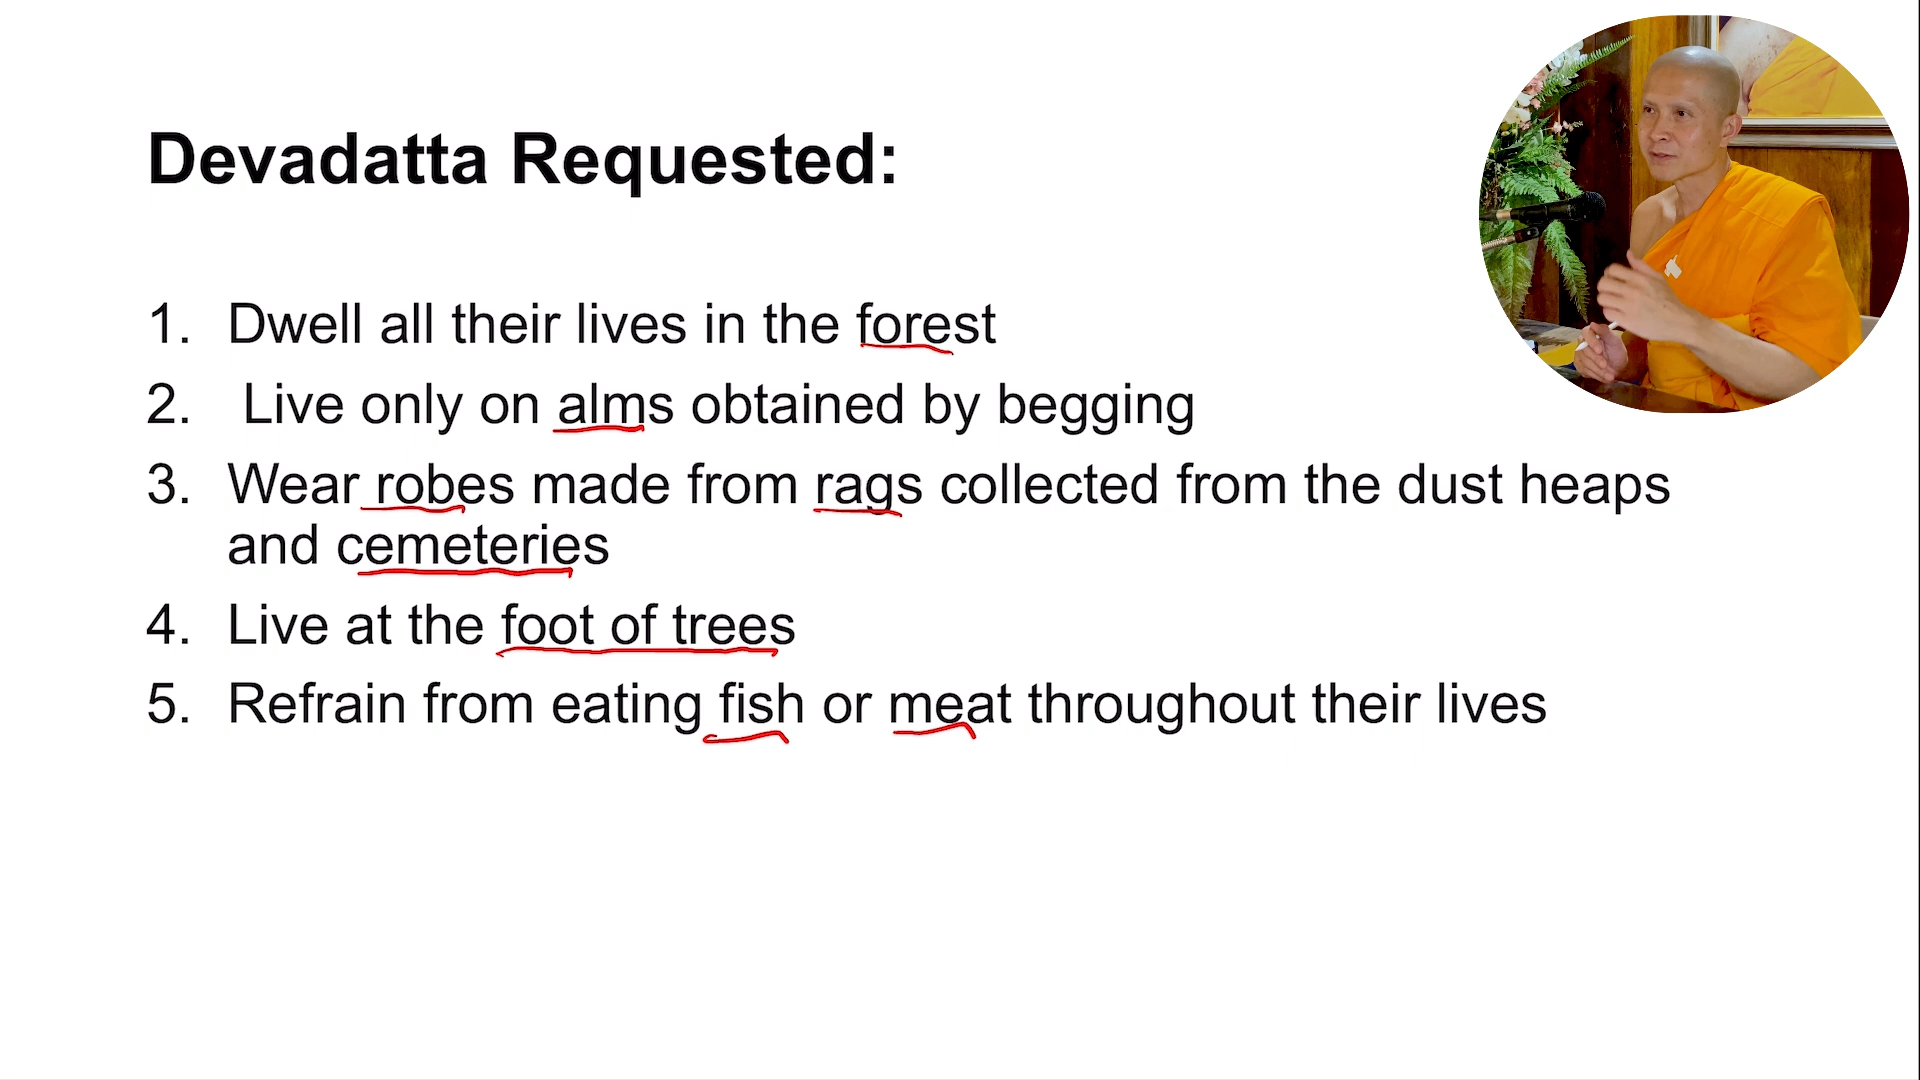 Devadatta Requested:
1. Dwell all their lives in the forest
2. Live only on alms obtained by begging
3. Wear robes made from rags collected from the dust heaps
and cemeteries
4. Live at the foot of trees
5. Refrain from eating fish or meat throughout their lives